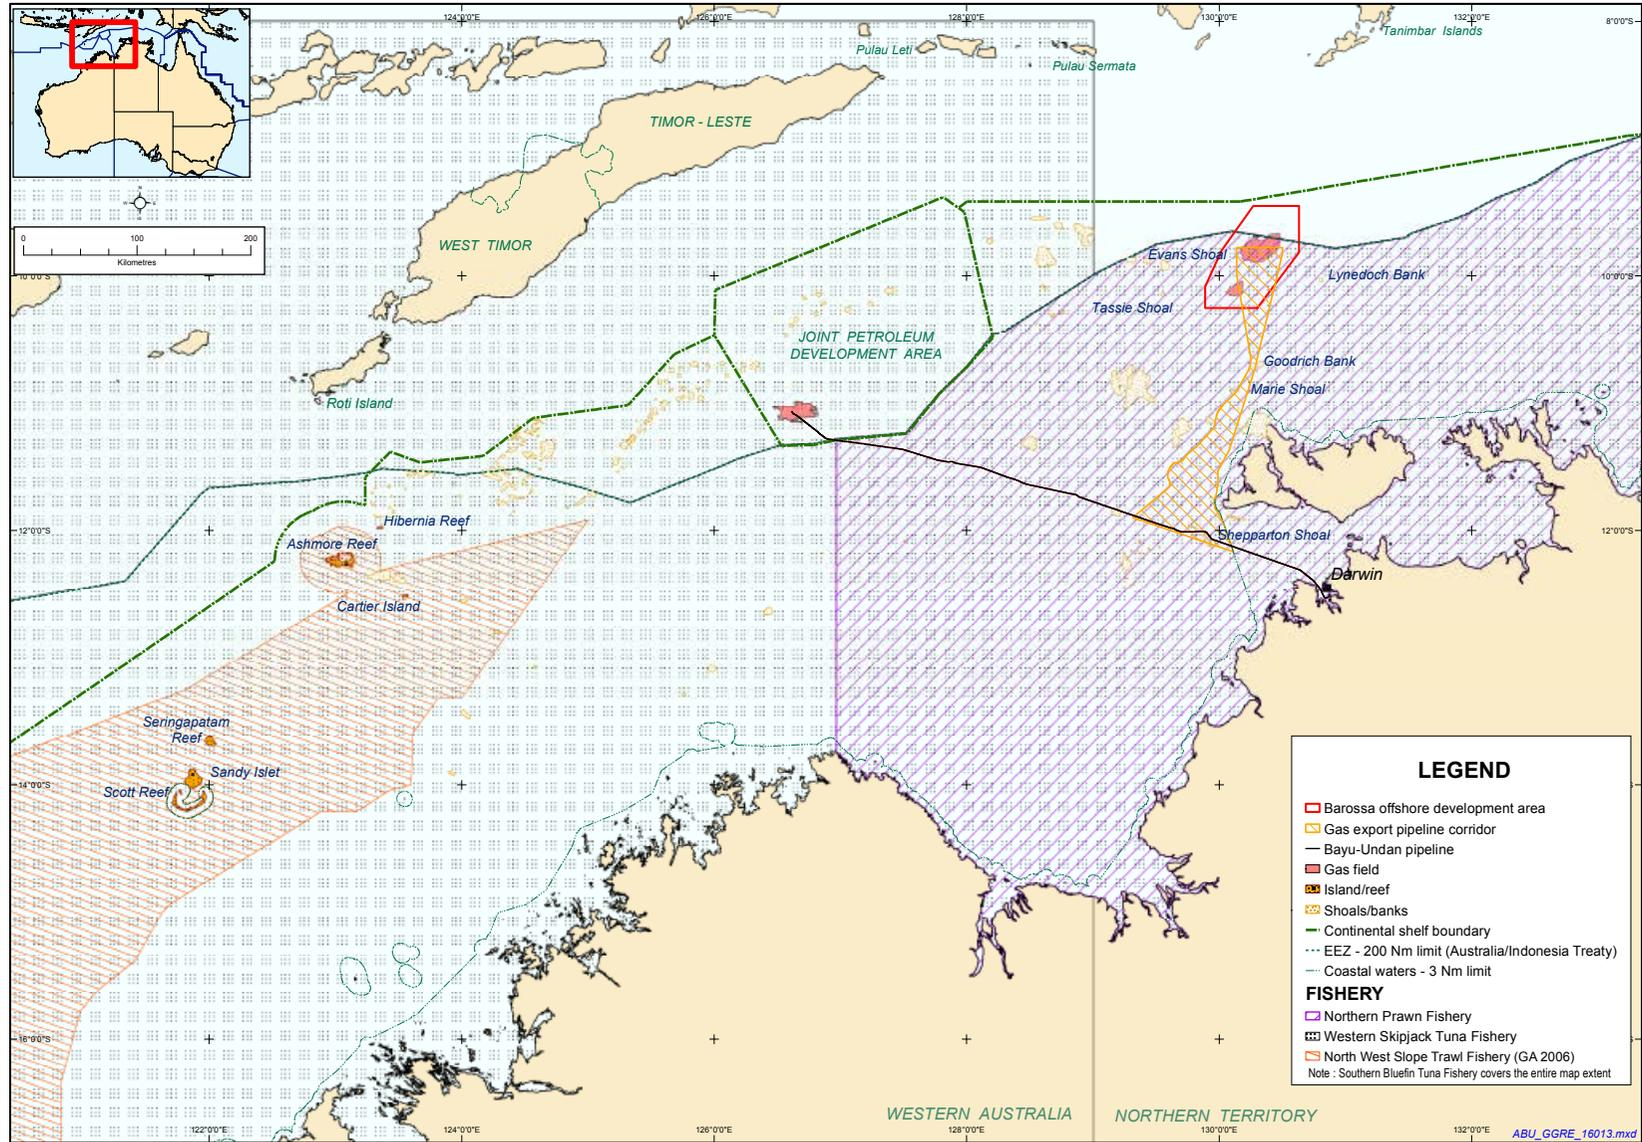 124°0'0"E
126°0'0"E
128°0'0"E
130°0'0"E
132°0'0"E
8°0'0"S
Tanimbar Islands
Pulau Leti
Pulau Sermata
TIMOR - LESTE
N
W
E
S
0
100
200
Kilometres
WEST TIMOR
Evans Shoal
10°0'0"S
Lynedoch Bank
Tassie Shoal
JOINT PETROLEUM
DEVELOPMENT AREA
Goodrich Bank
Marie Shoal
Roti Island
Hibernia Reef
12°0'0"S
12°0'0"S
Shepparton Shoal
Ashmore Reef
Darwin
Cartier Island
Seringapatam
Reef
Sandy Islet
14°0'0"S
Scott Reef
LEGEND
Barossa offshore development area
Gas export pipeline corridor
Bayu-Undan pipeline
Gas field
Island/reef
Shoals/banks
Continental shelf boundary
EEZ - 200 Nm limit (Australia/Indonesia Treaty)
Coastal waters - 3 Nm limit
FISHERY
Northern Prawn Fishery
Western Skipjack Tuna Fishery
North West Slope Trawl Fishery (GA 2006)
Note : Southern Bluefin Tuna Fishery covers the entire map extent
16°0'0"S
WESTERN AUSTRALIA
NORTHERN TERRITORY
122°0'0"E
124°0'0"E
126°0'0"E
128°0'0"E
130°0'0"E
132°0'0"E
ABU_GGRE_16013.mxd